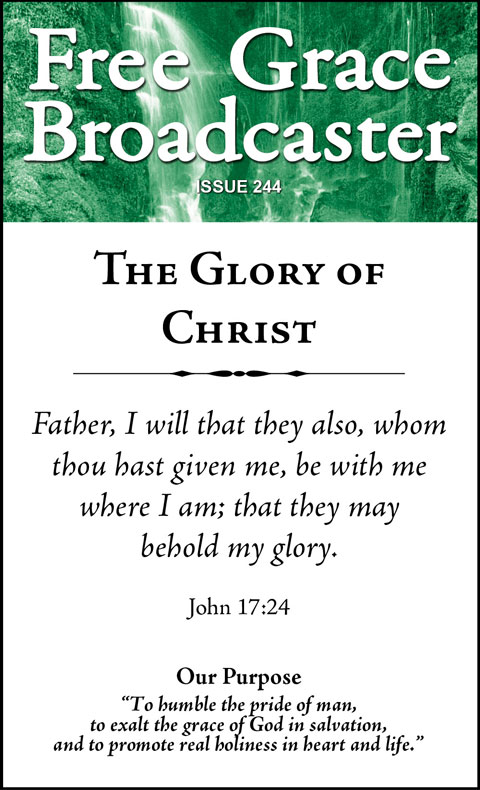 Free Grace
Broadcaster
ISSUE 244
The Glory of
Christ
Father, I will that they also, whom
thou hast given me, be with me
where I am; that they may
behold my glory.
John 17:24
Our Purpose
“To humble the pride of man,
to exalt the grace of God in salvation,
and to promote real holiness in heart and life.”